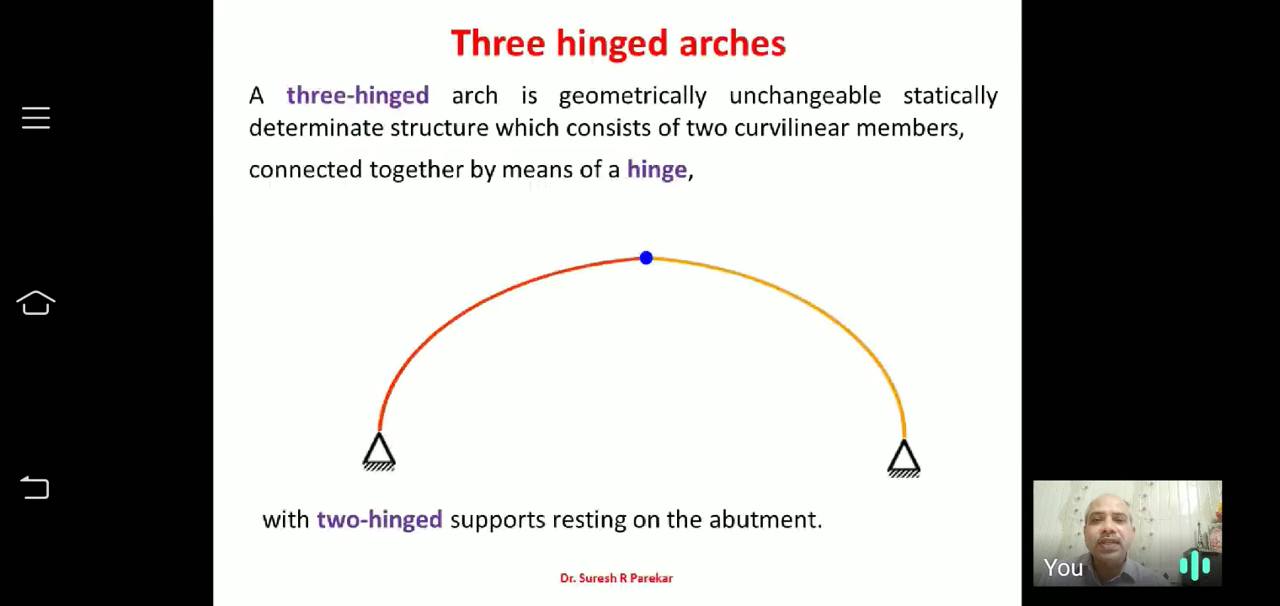 Three hinged arches
A three-hinged arch is geometrically unchangeable statically
determinate structure which consists of two curvilinear members,
connected together by means of a hinge,
with two-hinged supports resting on the abutment.
Dr. Suresh R Parekar
You